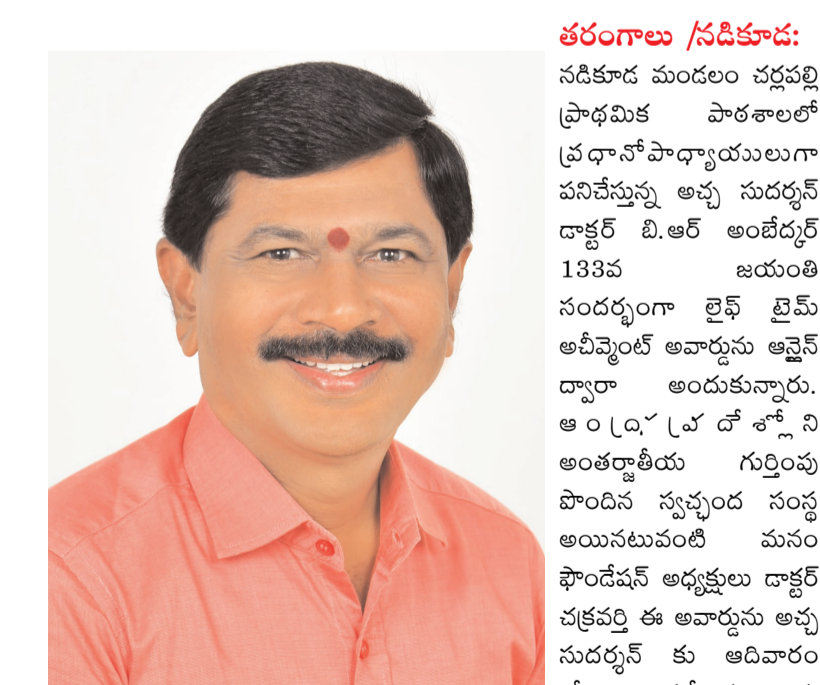 తరంగాలు /నడికూడ:
నడికూడ మండలం చర్లపల్లి
ప్రాథమిక పాఠశాలలో
ప్రధానోపాధ్యాయులుగా
పనిచేస్తున్న అచ్చ సుదర్శన్
డాక్టర్ బి.ఆర్ అంబేద్కర్
133వ జయంతి
సందర్భంగా లైఫ్ టైమ్
అచీవ్మెంట్ అవార్డును ఆన్లైన్
ద్వారా అందుకున్నారు.
ఆంధ్రప్రదేశ్లోని
అంతర్జాతీయ గుర్తింపు
పొందిన స్వచ్ఛంద సంస్థ
అయినటువంటి మనం
ఫౌండేషన్ అధ్యక్షులు డాక్టర్
చక్రవర్తి ఈ అవార్డును అచ్చ
సుదర్శన్ కు ఆదివారం